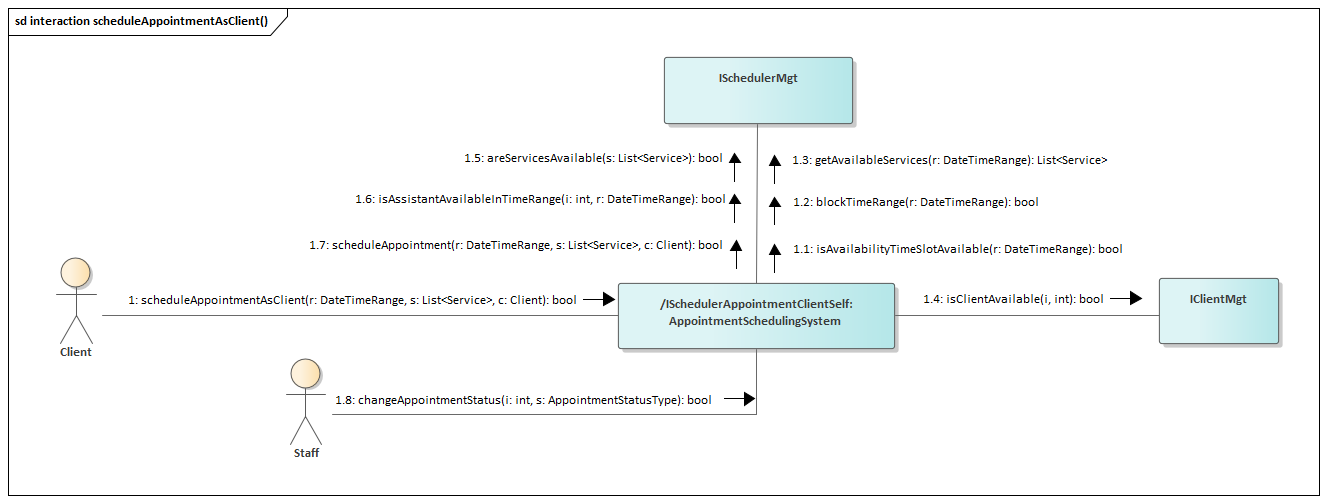 sd interaction scheduleAppointmentAsClient()
ISchedulerMgt
1.5: areServicesAvailable(s: List<Service>): bool
1.3: getAvailableServices(r: DateTimeRange): List<Service>
1.6: isAssistantAvailableInTimeRange(i: int, r: DateTimeRange): bool
1.2: blockTimeRange(r: DateTimeRange): bool
1.7: scheduleAppointment(r: DateTimeRange, s: List<Service>, c: Client): bool
1.1: isAvailabilityTimeSlotAvailable(r: DateTimeRange): bool
1: scheduleAppointmentAsClient(r: DateTimeRange, s: List<Service>, c: Client): bool
/ISchedulerAppointmentClientSelf:
AppointmentSchedulingSystem
1.4: isClientAvailable(i, int): bool
IClientMgt
Client
1.8: changeAppointmentStatus(i: int, s: AppointmentStatusType): bool
Staff